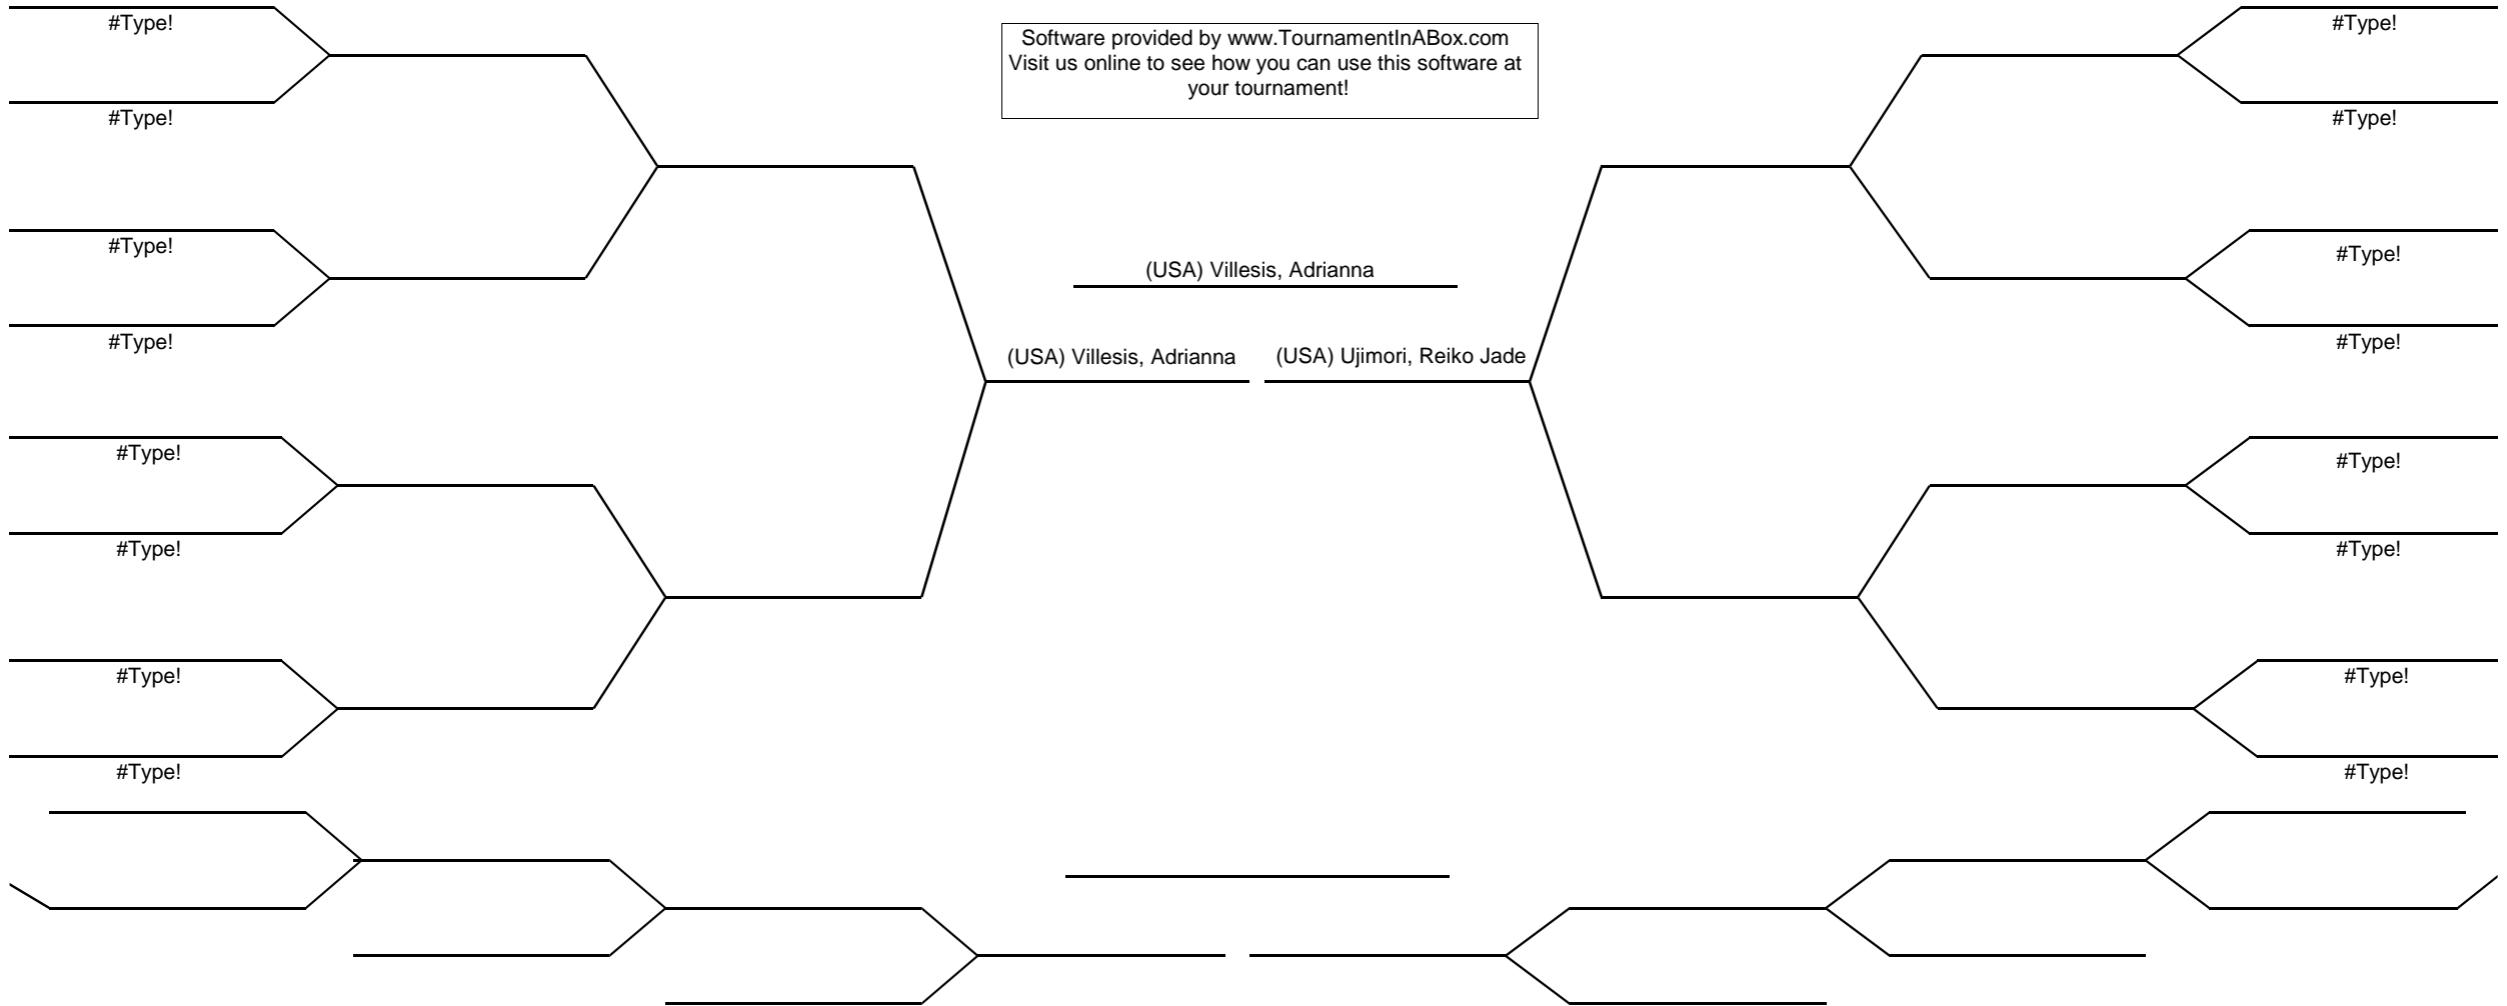 #Type!
#Type!
Software provided by www.TournamentInABox.com
Visit us online to see how you can use this software at
your tournament!
#Type!
#Type!
#Type!
#Type!
(USA) Villesis, Adrianna
#Type!
#Type!
(USA) Villesis, Adrianna
(USA) Ujimori, Reiko Jade
#Type!
#Type!
#Type!
#Type!
#Type!
#Type!
#Type!
#Type!